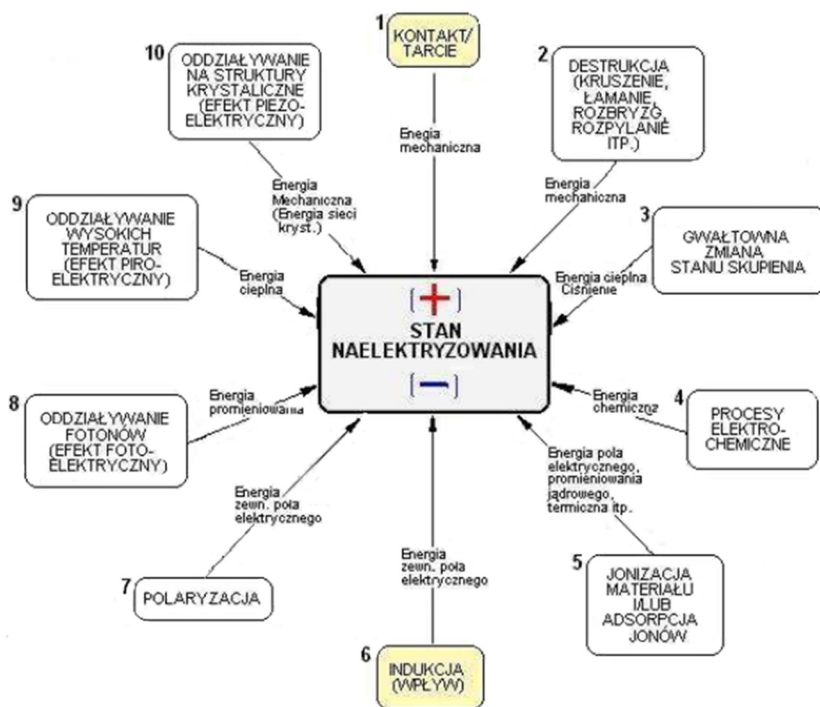 1
KONTAKT/
TARCIE
Enegia
mechaniczna
2
DESTRUKCJA
(KRUSZENIE,
ŁAMANIE,
ROZBRYZG,
ROZPYLANIE
ITP.)
Energia
mechaniczna
3
GWAŁTOWNA
ZMIANA
STANU SKUPIENIA
Energia cieplna
Ciśnienie
4
PROCESY
ELEKTRO-
CHEMICZNE
Energia
chemiczna
5
JONIZACJA
MATERIAŁU
I/LUB
ADSORPCJA
JONÓW
Energia pola
elektrycznego,
promieniowania
jądrowego,
termiczna itp.
6
INDUKCJA
(WPŁYW)
Energia
zewn. pola
elektrycznego
7
POLARYZACJA
Energia
zewn. pola
elektrycznego
8
ODDZIAŁYWANIE
FOTONÓW
(EFEKT FOTO-
ELEKTRYCZNY)
Energia
promieniowania
9
ODDZIAŁYWANIE
WYSOKICH
TEMPERATUR
(EFEKT PIRO-
ELEKTRYCZNY)
Energia
cieplna
10
ODDZIAŁYWANIE
NA STRUKTURY
KRYSTALICZNE
(EFEKT PIEZO-
ELEKTRYCZNY)
Energia
Mechaniczna
(Energia sieci
kryst.)
[+]
STAN
NAELEKTRYZOWANIA
[−]